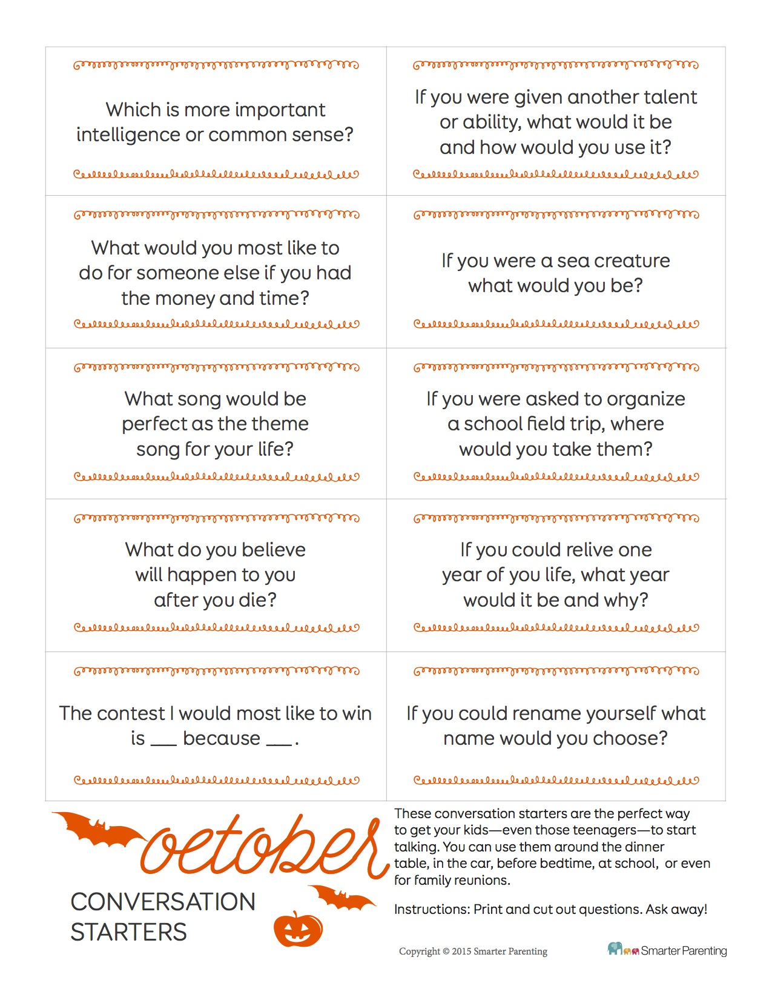 Which is more important
intelligence or common sense?
If you were given another talent
or ability, what would it be
and how would you use it?
What would you most like to
do for someone else if you had
the money and time?
If you were a sea creature
what would you be?
What song would be
perfect as the theme
song for your life?
If you were asked to organize
a school field trip, where
would you take them?
What do you believe
will happen to you
after you die?
If you could relive one
year of you life, what year
would it be and why?
The contest I would most like to win
is ___ because ___.
If you could rename yourself what
name would you choose?
october
CONVERSATION
STARTERS
These conversation starters are the perfect way
to get your kids—even those teenagers—to start
talking. You can use them around the dinner
table, in the car, before bedtime, at school, or even
for family reunions.
Instructions: Print and cut out questions. Ask away!
Copyright © 2015 Smarter Parenting
Smarter Parenting